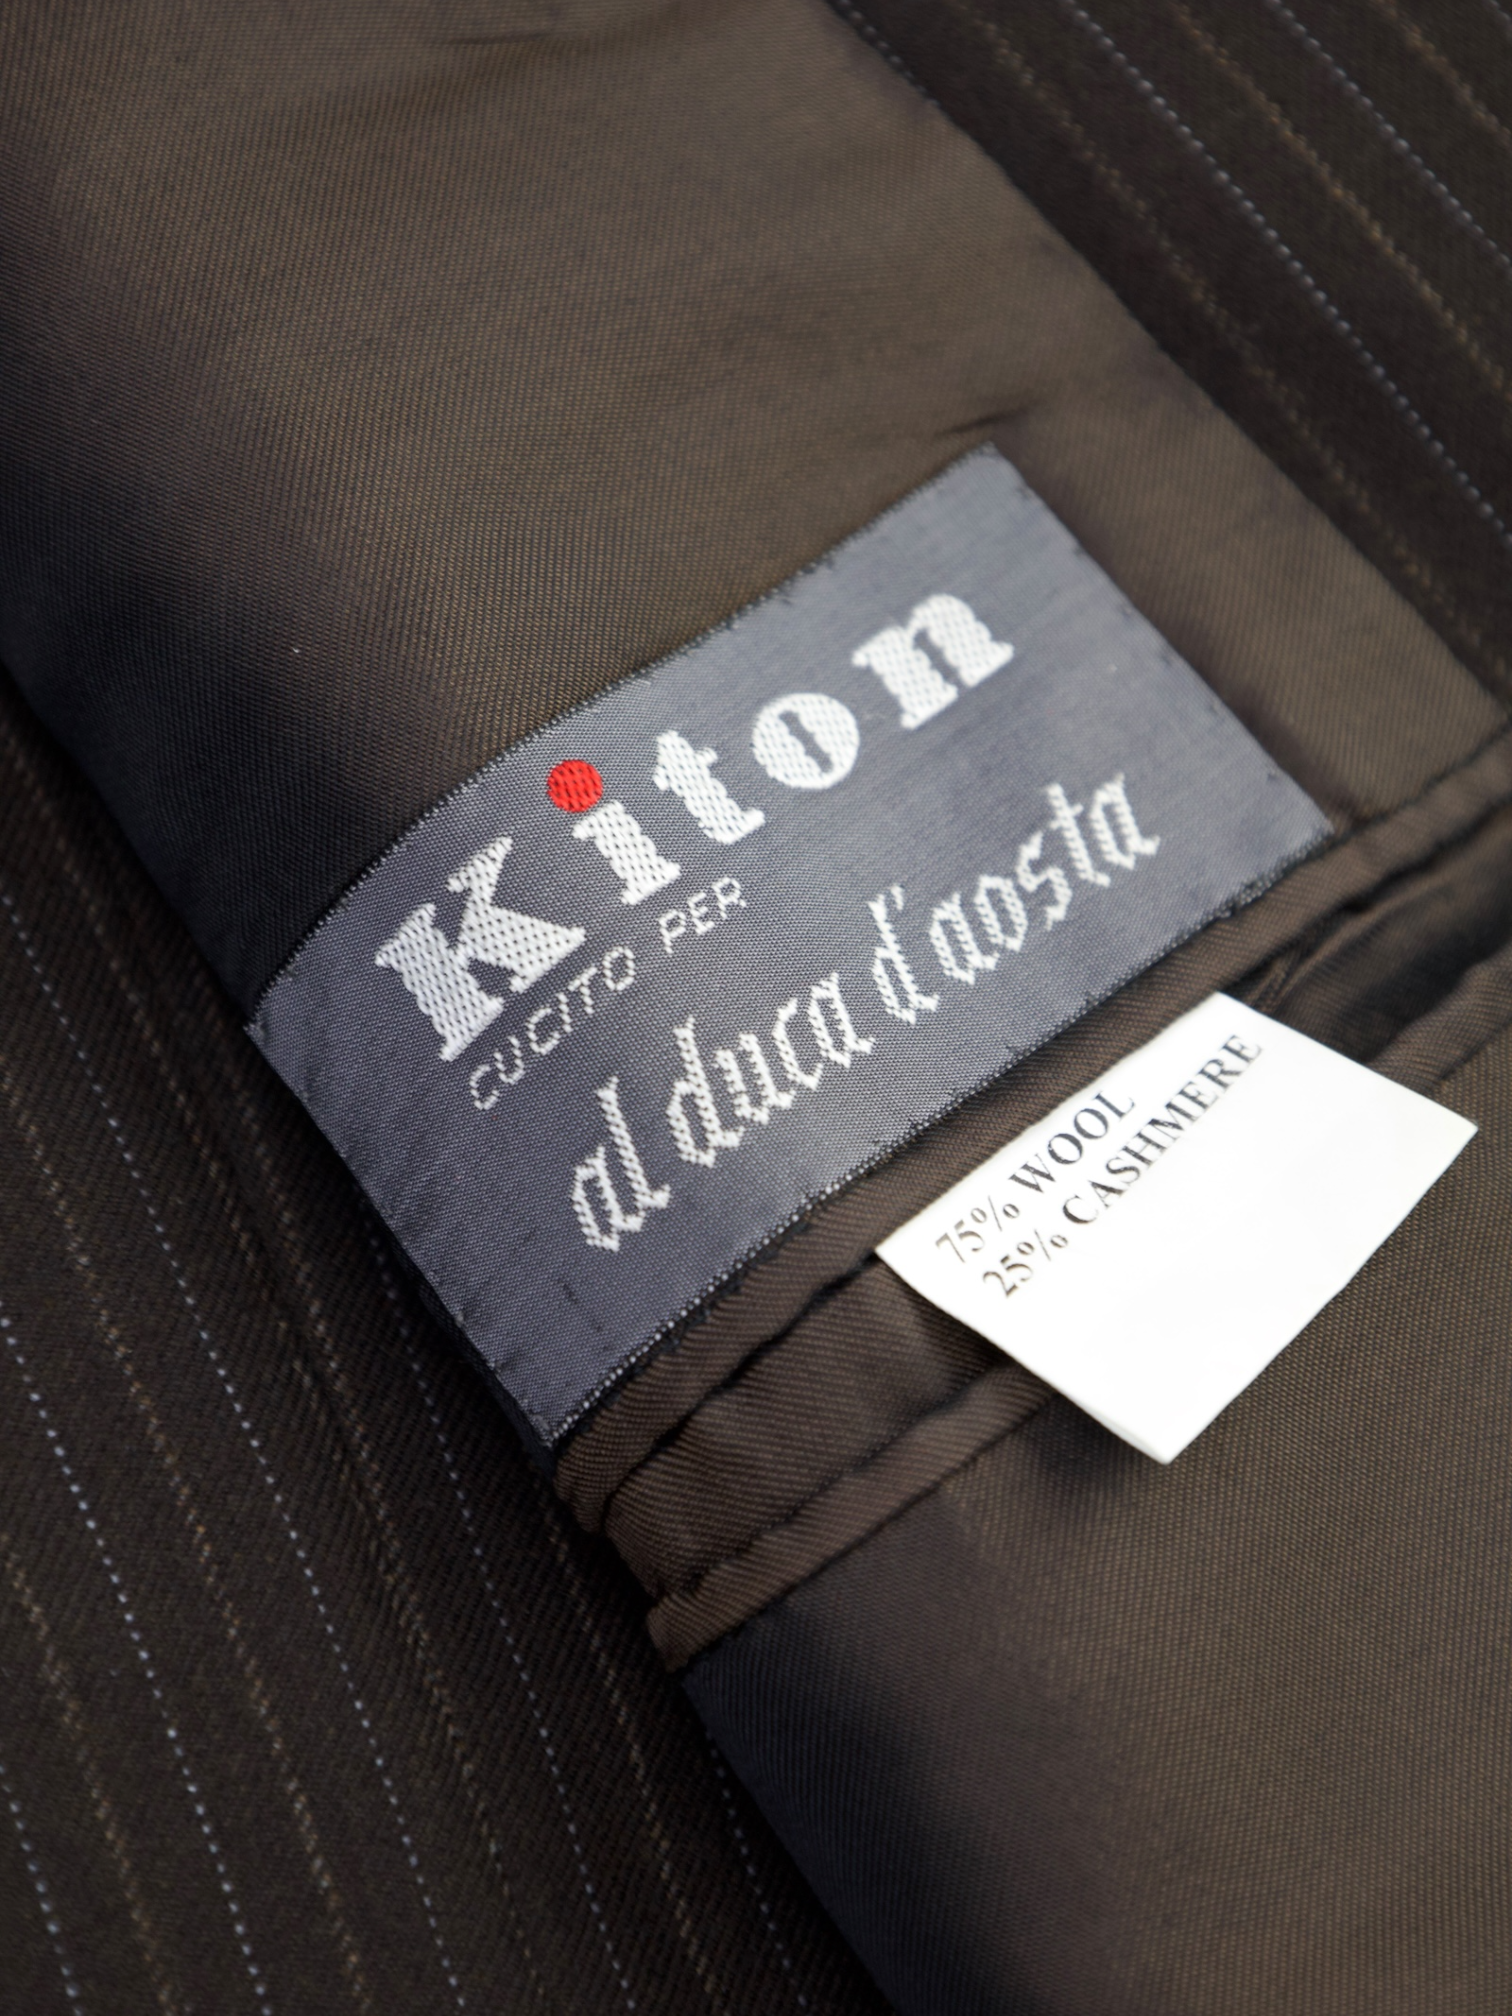 Kiton
CUCITO PER
al duca d'aosta
75% WOOL
25% CASHMERE